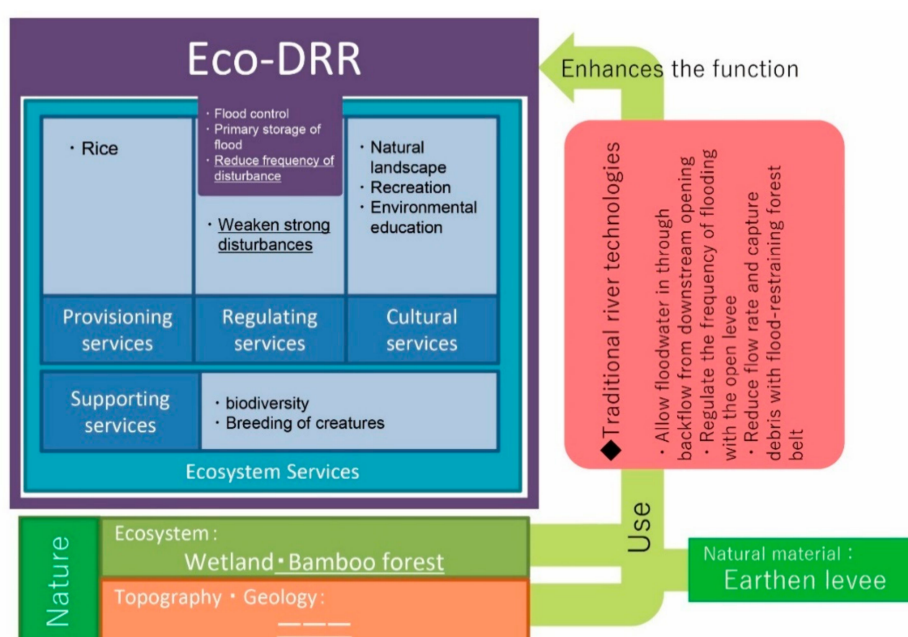 Eco-DRR
Enhances the function
・Rice
・Flood control
・Primary storage of
flood
・Reduce frequency of
disturbance
・Weaken strong
disturbances
・Natural
landscape
・Recreation
・Environmental
education
Provisioning
services
Regulating
services
Cultural
services
Supporting
services
・biodiversity
・Breeding of creatures
Ecosystem Services
◆Traditional river technologies
・Allow floodwater in through
backflow from downstream opening
・Regulate the frequency of flooding
with the open levee
・Reduce flow rate and capture
debris with flood-restraining forest
belt
Use
Nature
Ecosystem:
Wetland・Bamboo forest
Topography・Geology:
———
Natural material:
Earthen levee